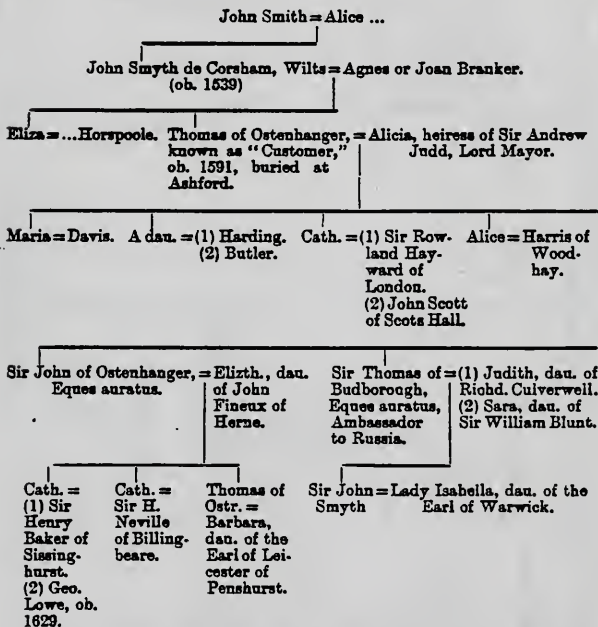 John Smith = Alice ...
John Smyth de Corsham, Wilts = Agnes or Joan Branker.
(ob. 1539)
Eliza = ...Horspoole.
Thomas of Ostenhanger, = Alicia, heiress of Sir Andrew
known as "Customer," Judd, Lord Mayor.
ob. 1591, buried at
Ashford.
Maria = Davis.
A dau. = (1) Harding.
(2) Butler.
Cath. = (1) Sir Row-
land Hay-
ward of
London.
(2) John Scott
of Scots Hall.
Alice = Harris of
Wood-
hay.
Sir John of Ostenhanger, = Elizth., dau.
Eques auratus. of John
Fineux of
Herne.
Sir Thomas of = (1) Judith, dau. of
Budborough, Richd. Culverwell.
Eques auratus, (2) Sara, dau. of
Ambassador Sir William Blunt.
to Russia.
Cath. =
(1) Sir
Henry
Baker of
Sissing-
hurst.
(2) Geo.
Lowe, ob.
1629.
Cath. =
Sir H.
Neville
of Billing-
beare.
Thomas of
Ostr. =
Barbara,
dau. of the
Earl of Lei-
cester of
Penshurst.
Sir John = Lady Isabella, dau. of the
Smyth Earl of Warwick.